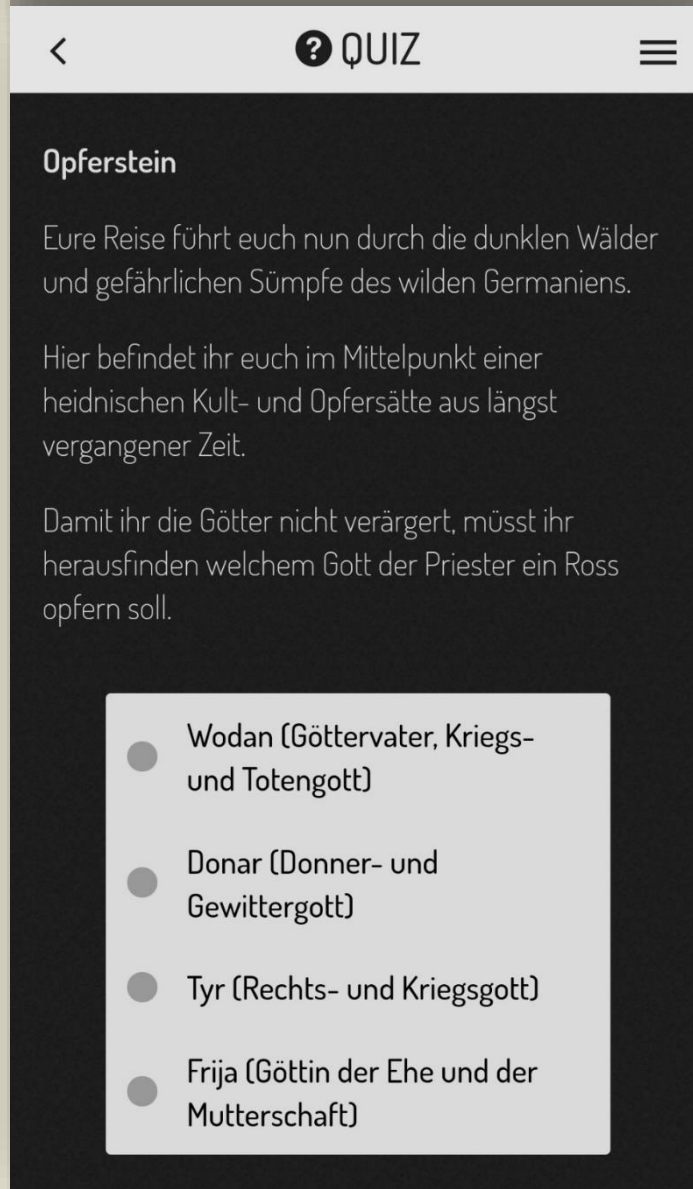 ? QUIZ
Opferstein
Eure Reise führt euch nun durch die dunklen Wälder
und gefährlichen Sümpfe des wilden Germaniens.
Hier befindet ihr euch im Mittelpunkt einer
heidnischen Kult- und Opfersätte aus längst
vergangener Zeit.
Damit ihr die Götter nicht verärgert, müsst ihr
herausfinden welchem Gott der Priester ein Ross
opfern soll.
Wodan (Göttervater, Kriegs-
und Totengott)
Donar (Donner- und
Gewittergott)
Tyr (Rechts- und Kriegsgott)
Frija (Göttin der Ehe und der
Mutterschaft)